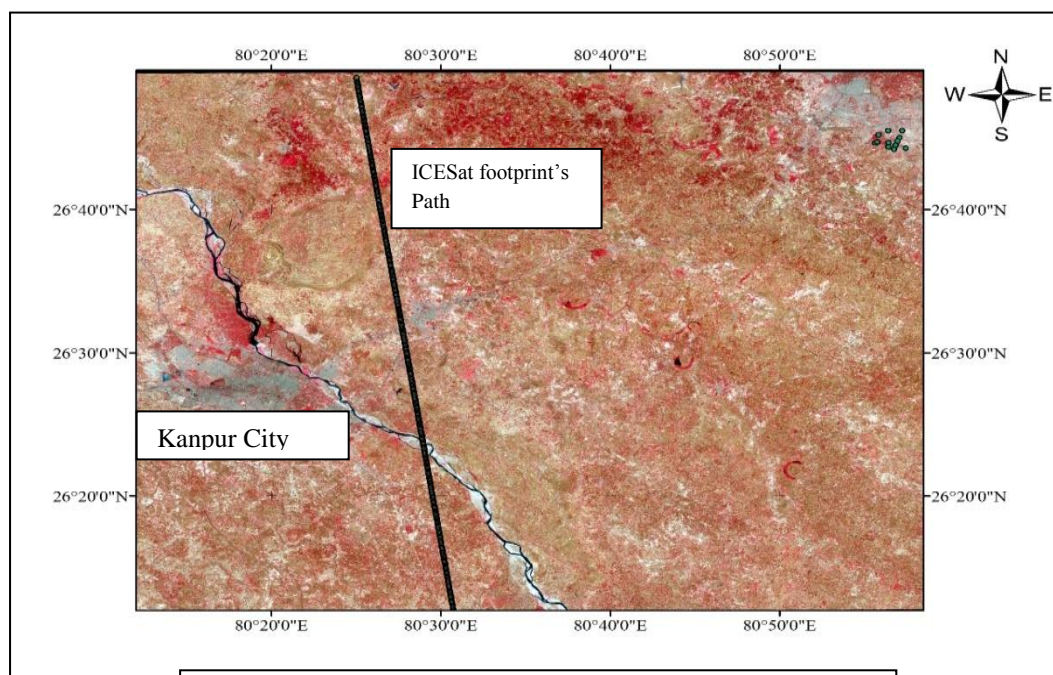 80°20'0"E 80°30'0"E 80°40'0"E 80°50'0"E
N
W E
S
ICESat footprint's
Path
26°40'0"N 26°40'0"N
26°30'0"N 26°30'0"N
Kanpur City
26°20'0"N 26°20'0"N
80°20'0"E 80°30'0"E 80°40'0"E 80°50'0"E